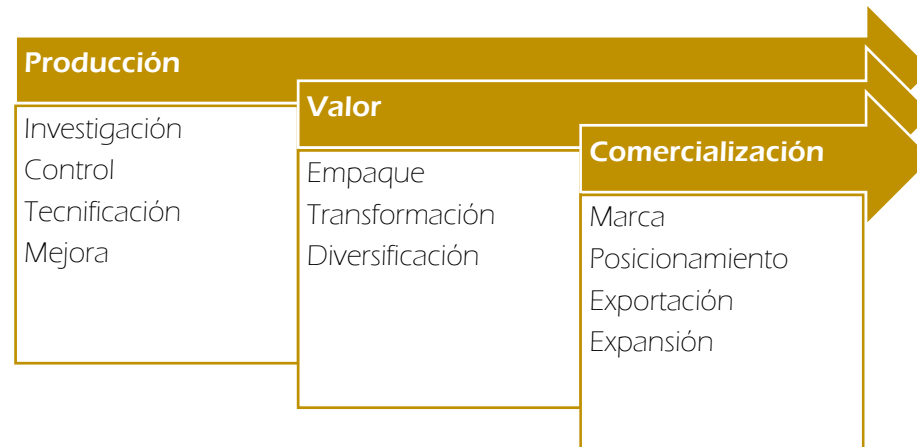 Producción
Investigación
Control
Tecnificación
Mejora
Valor
Empaque
Transformación
Diversificación
Comercialización
Marca
Posicionamiento
Exportación
Expansión